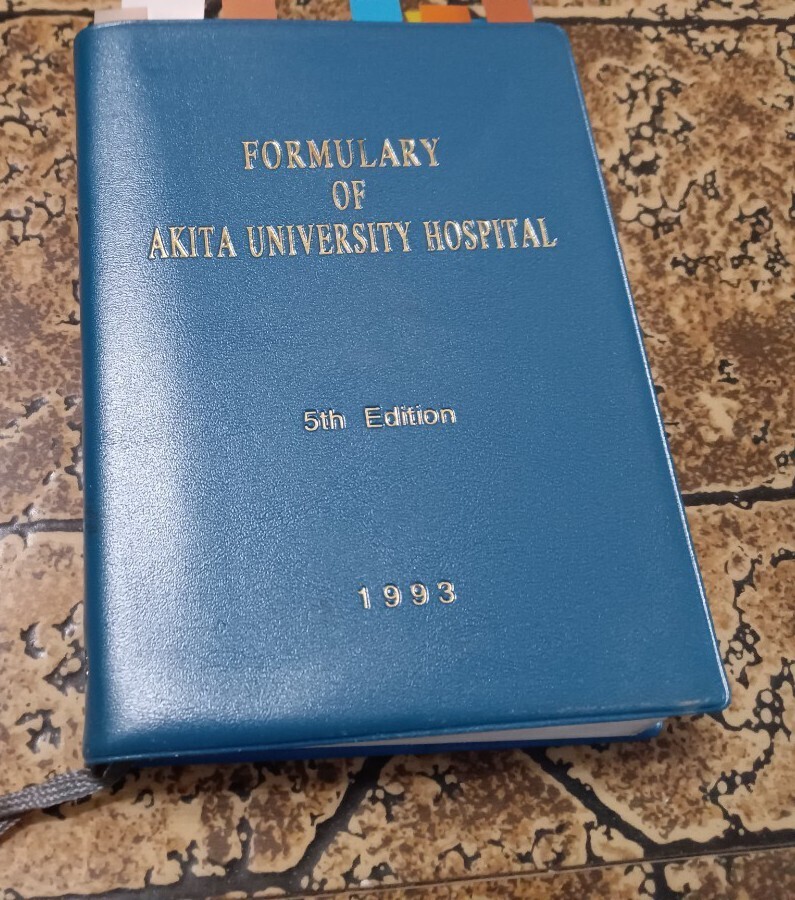 FORMULARY
OF
AKITA UNIVERSITY HOSPITAL
5th Edition
1993